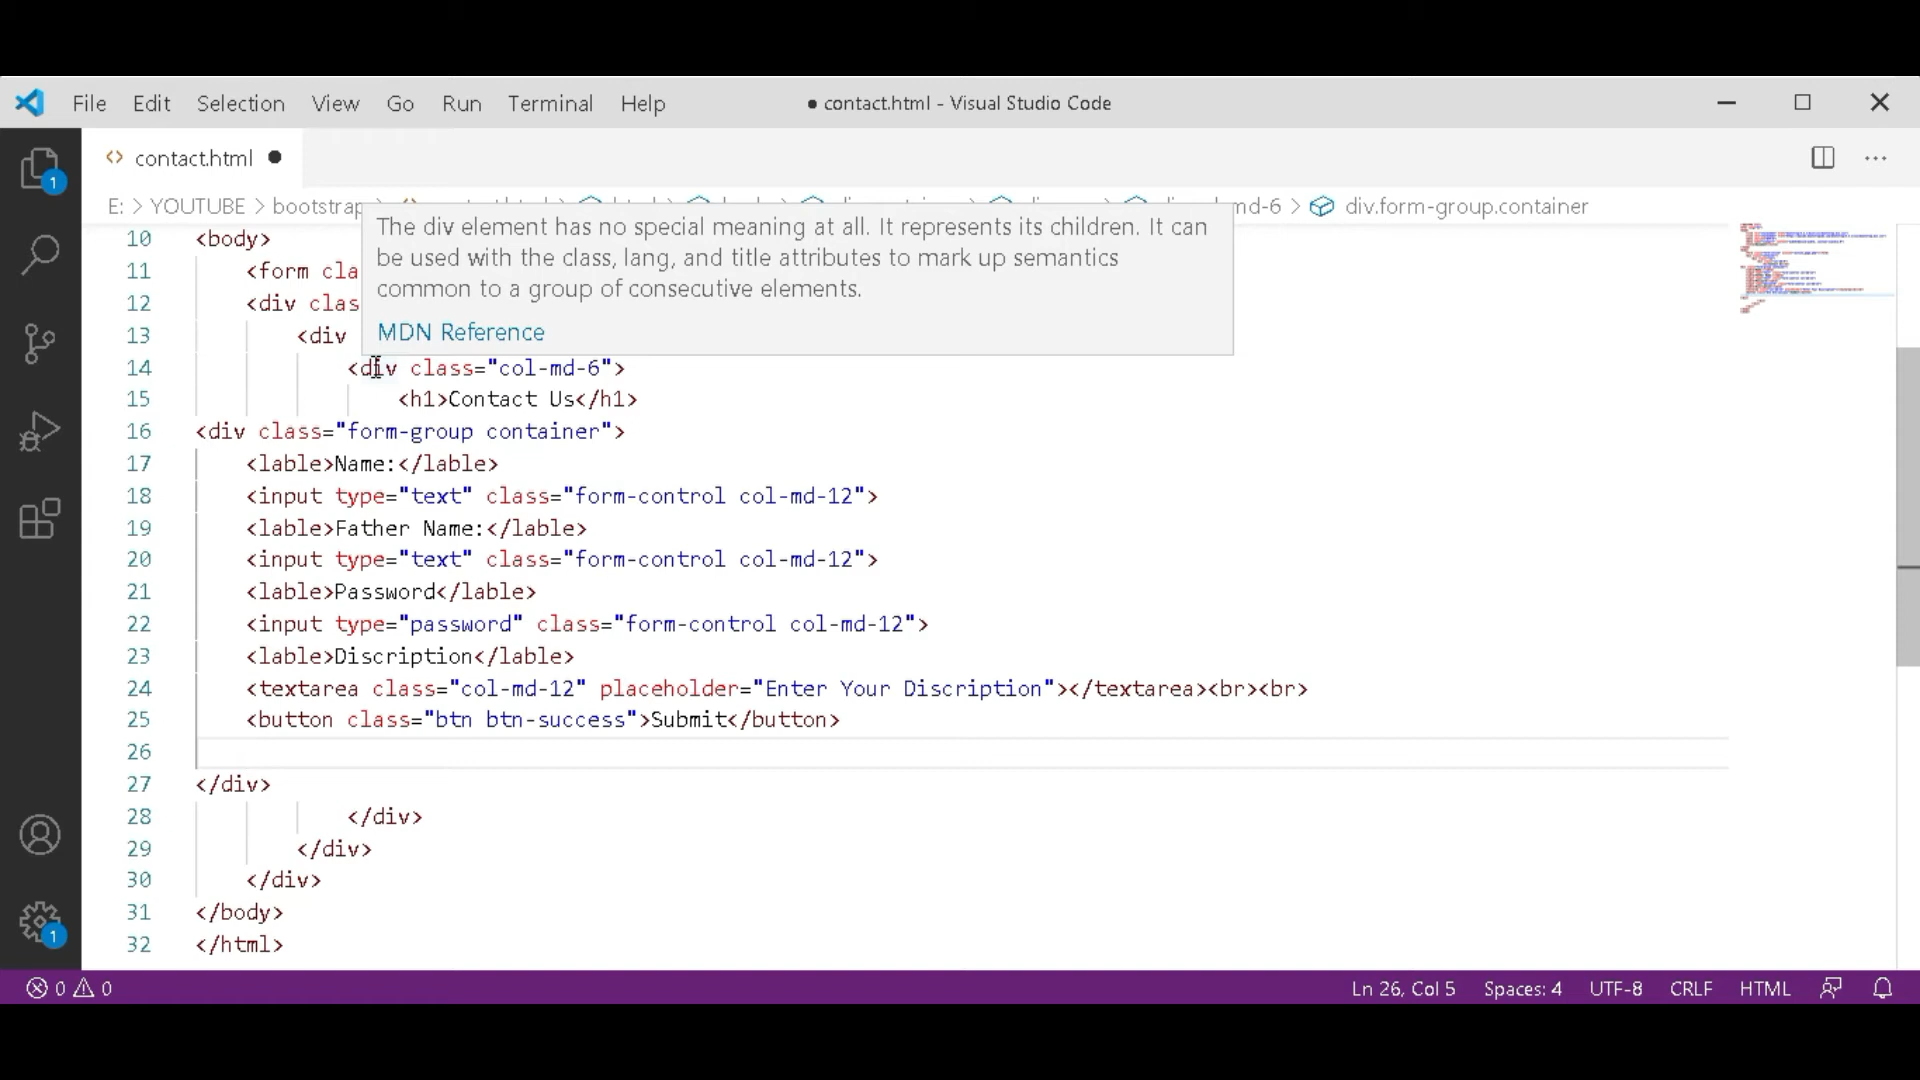 File Edit Selection View Go Run Terminal Help ● contact.html - Visual Studio Code
contact.html ●
E: > YOUTUBE > bootstrap
md-6 > div.form-group.container
The div element has no special meaning at all. It represents its children. It can
be used with the class, lang, and title attributes to mark up semantics
common to a group of consecutive elements.
MDN Reference
10 <body>
11 <form cla
12 <div clas
13 <div
14 <div class="col-md-6">
15 <h1>Contact Us</h1>
16 <div class="form-group container">
17 <lable>Name:</lable>
18 <input type="text" class="form-control col-md-12">
19 <lable>Father Name:</lable>
20 <input type="text" class="form-control col-md-12">
21 <lable>Password</lable>
22 <input type="password" class="form-control col-md-12">
23 <lable>Discription</lable>
24 <textarea class="col-md-12" placeholder="Enter Your Discription"></textarea><br><br>
25 <button class="btn btn-success">Submit</button>
26
27 </div>
28 </div>
29 </div>
30 </div>
31 </body>
32 </html>
1
1
0 0 Ln 26, Col 5 Spaces: 4 UTF-8 CRLF HTML